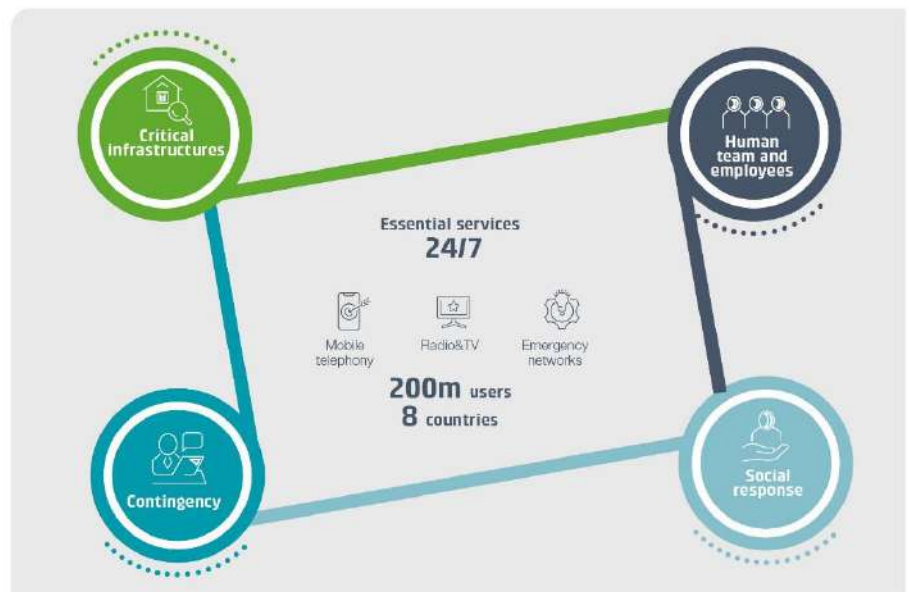 Critical
infrastructures
Human
team and
employees
Essential services
24/7
Mobile
telephony
Radio&TV
Emergency
networks
200m users
8 countries
Contingency
Social
response